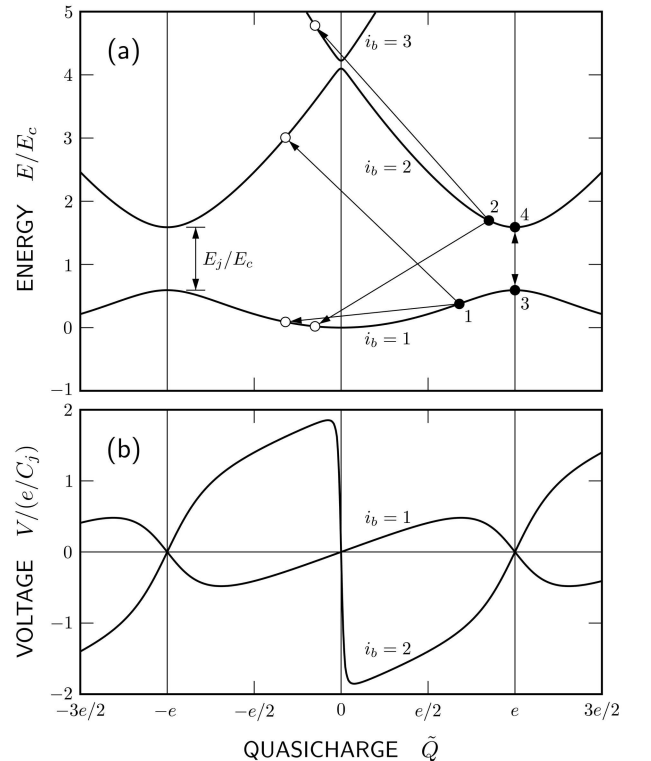 5
(a)
i_b = 3
4
3
i_b = 2
2
2
4
E_j/E_c
1
3
1
i_b = 1
0
−1
ENERGY E/E_c
2
(b)
1
i_b = 1
0
−1
i_b = 2
−2
VOLTAGE V/(e/C_j)
−3e/2 −e −e/2 0 e/2 e 3e/2
QUASICHARGE Q̃